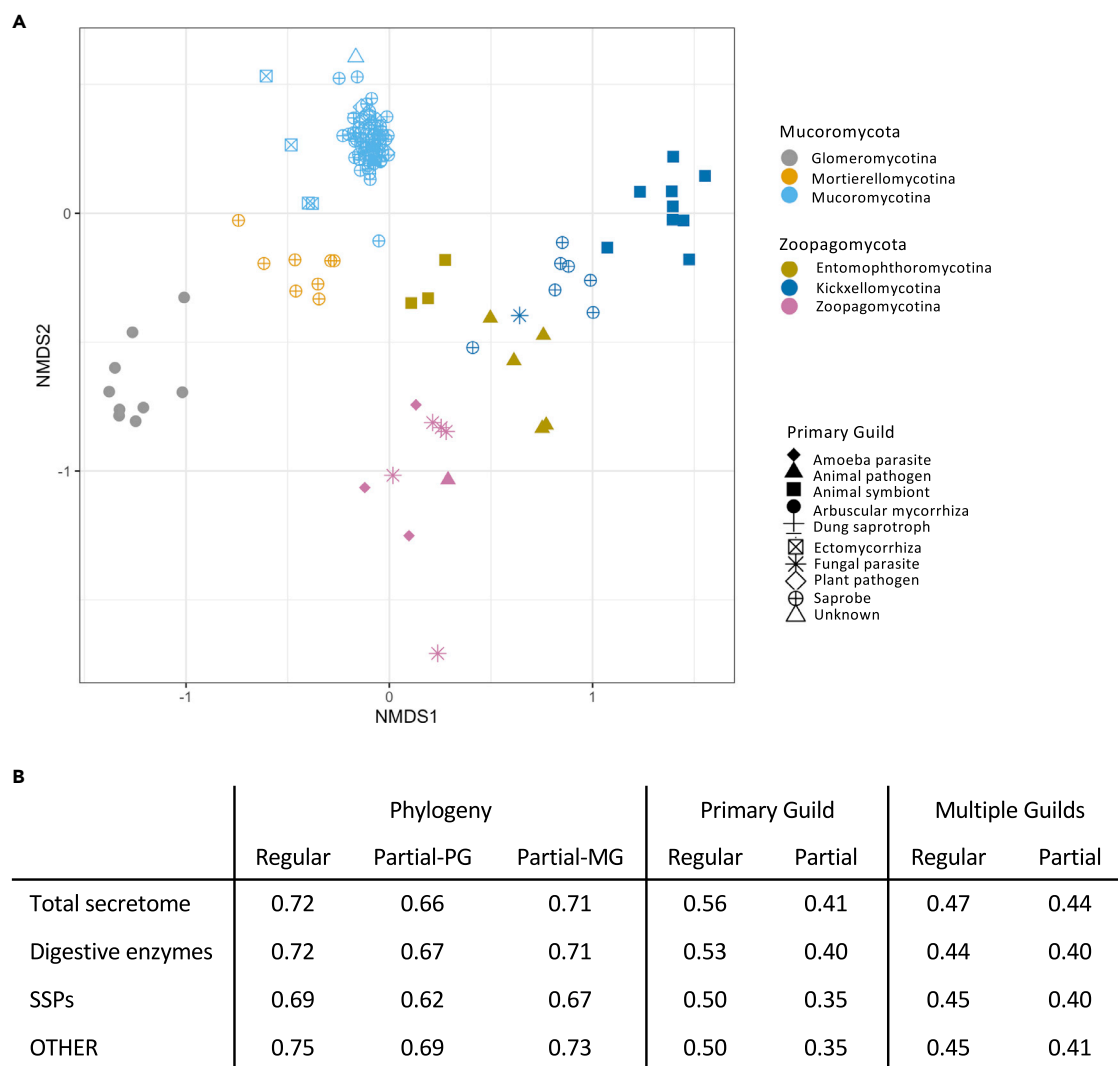 A
0
-1
NMDS2
-1
0
1
NMDS1
Mucoromycota
Glomeromycotina
Mortierellomycotina
Mucoromycotina
Zoopagomycota
Entomophthoromycotina
Kickxellomycotina
Zoopagomycotina
Primary Guild
Amoeba parasite
Animal pathogen
Animal symbiont
Arbuscular mycorrhiza
Dung saprotroph
Ectomycorrhiza
Fungal parasite
Plant pathogen
Saprobe
Unknown
B
Phylogeny Primary Guild Multiple Guilds
Regular Partial-PG Partial-MG Regular Partial Regular Partial
Total secretome 0.72 0.66 0.71 0.56 0.41 0.47 0.44
Digestive enzymes 0.72 0.67 0.71 0.53 0.40 0.44 0.40
SSPs 0.69 0.62 0.67 0.50 0.35 0.45 0.40
OTHER 0.75 0.69 0.73 0.50 0.35 0.45 0.41